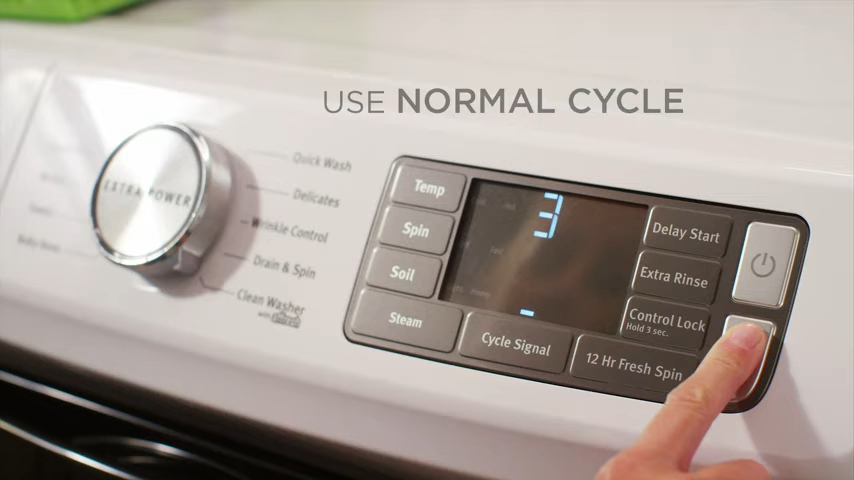 USE NORMAL CYCLE
EXTRA POWER
Quick Wash
Delicates
Wrinkle Control
Drain & Spin
Clean Washer
with
Temp
Spin
Soil
Steam
3
Delay Start
Extra Rinse
Control Lock
Hold 3 sec.
Cycle Signal
12 Hr Fresh Spin